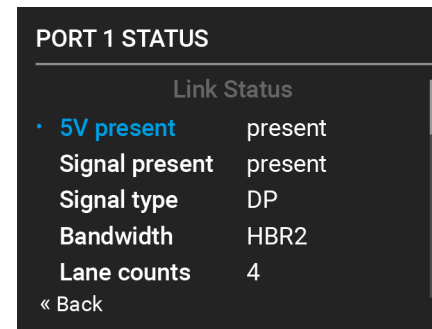 PORT 1 STATUS
Link Status
• 5V present present
Signal present present
Signal type DP
Bandwidth HBR2
Lane counts 4
« Back